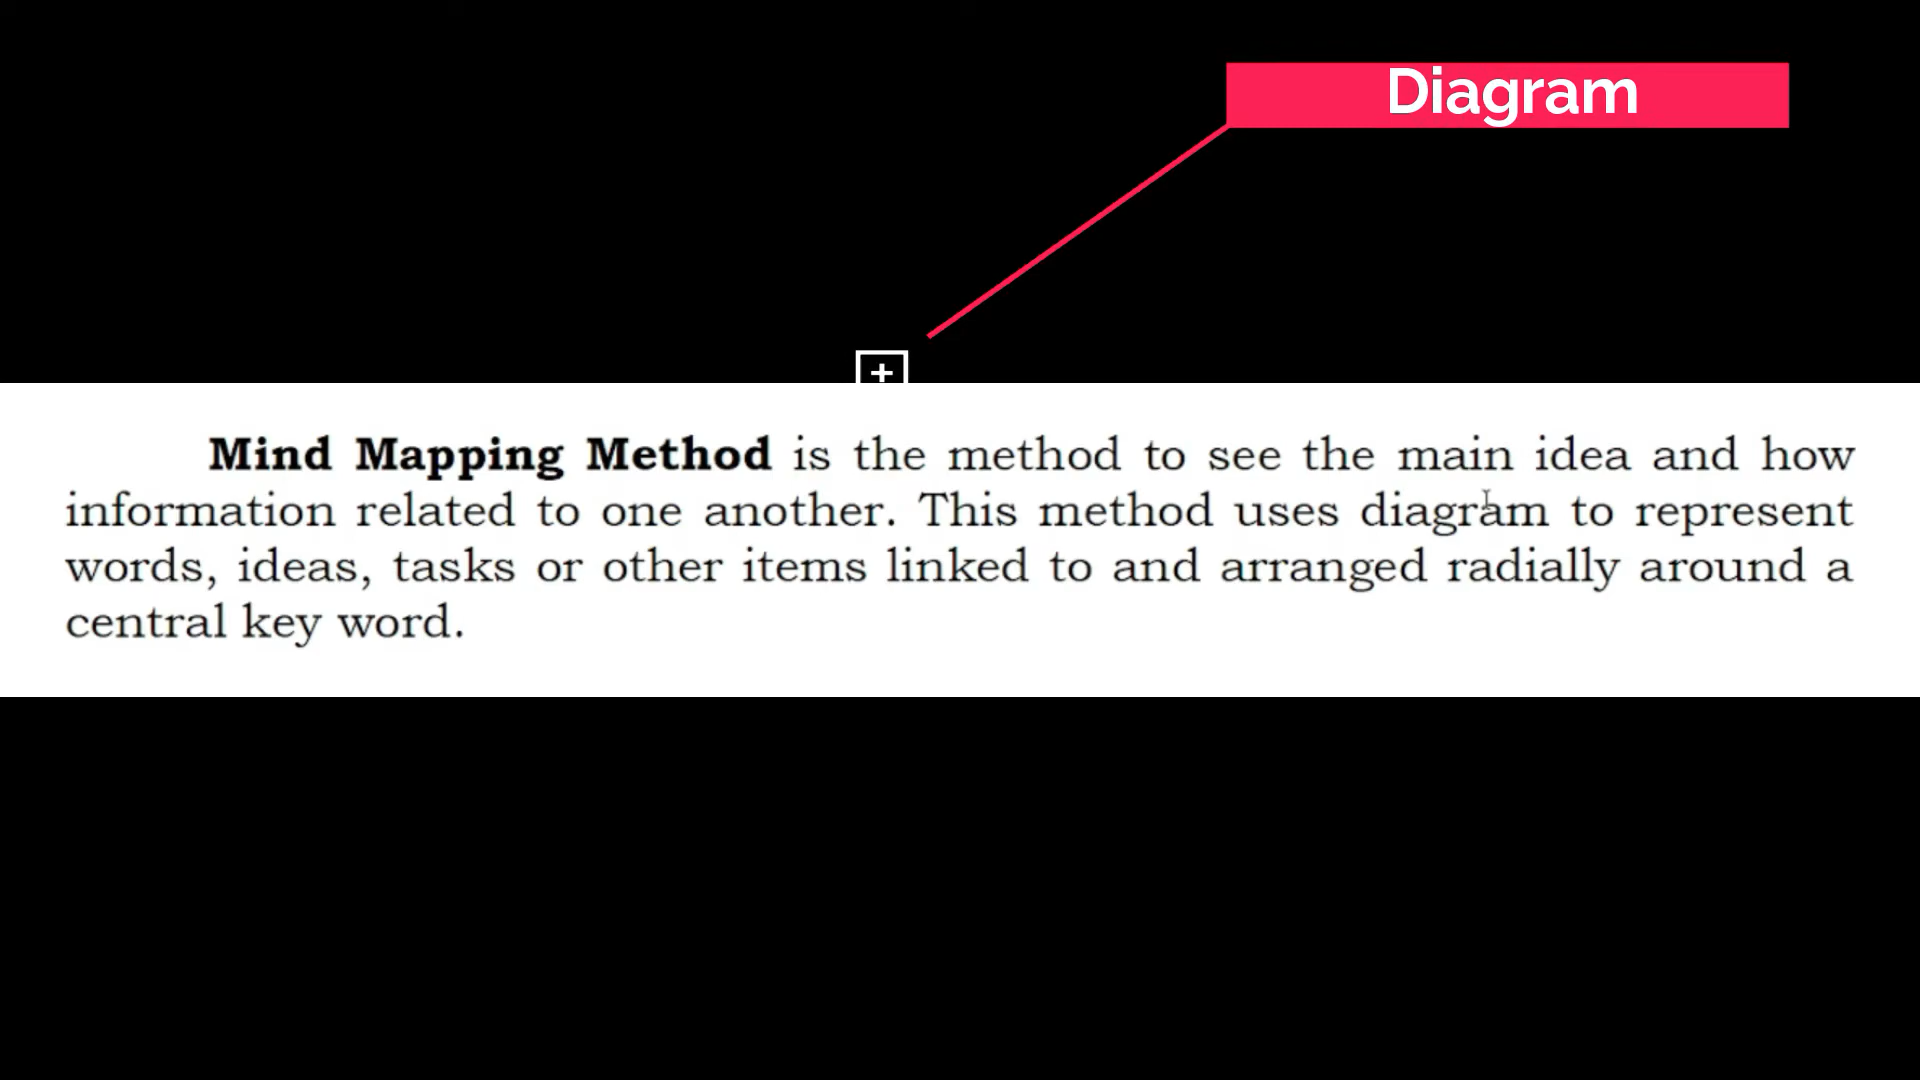 Diagram
+
Mind Mapping Method is the method to see the main idea and how
information related to one another. This method uses diagram to represent
words, ideas, tasks or other items linked to and arranged radially around a
central key word.